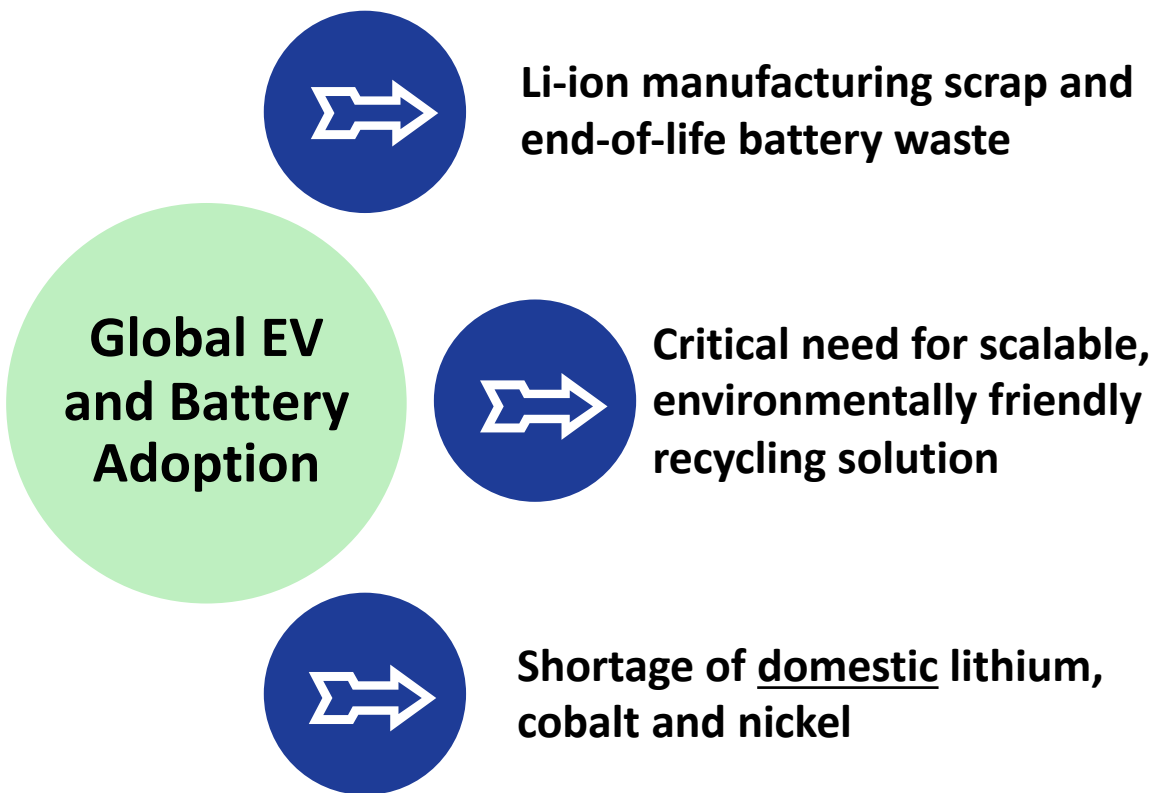 Li-ion manufacturing scrap and
end-of-life battery waste
Global EV
and Battery
Adoption
Critical need for scalable,
environmentally friendly
recycling solution
Shortage of domestic lithium,
cobalt and nickel